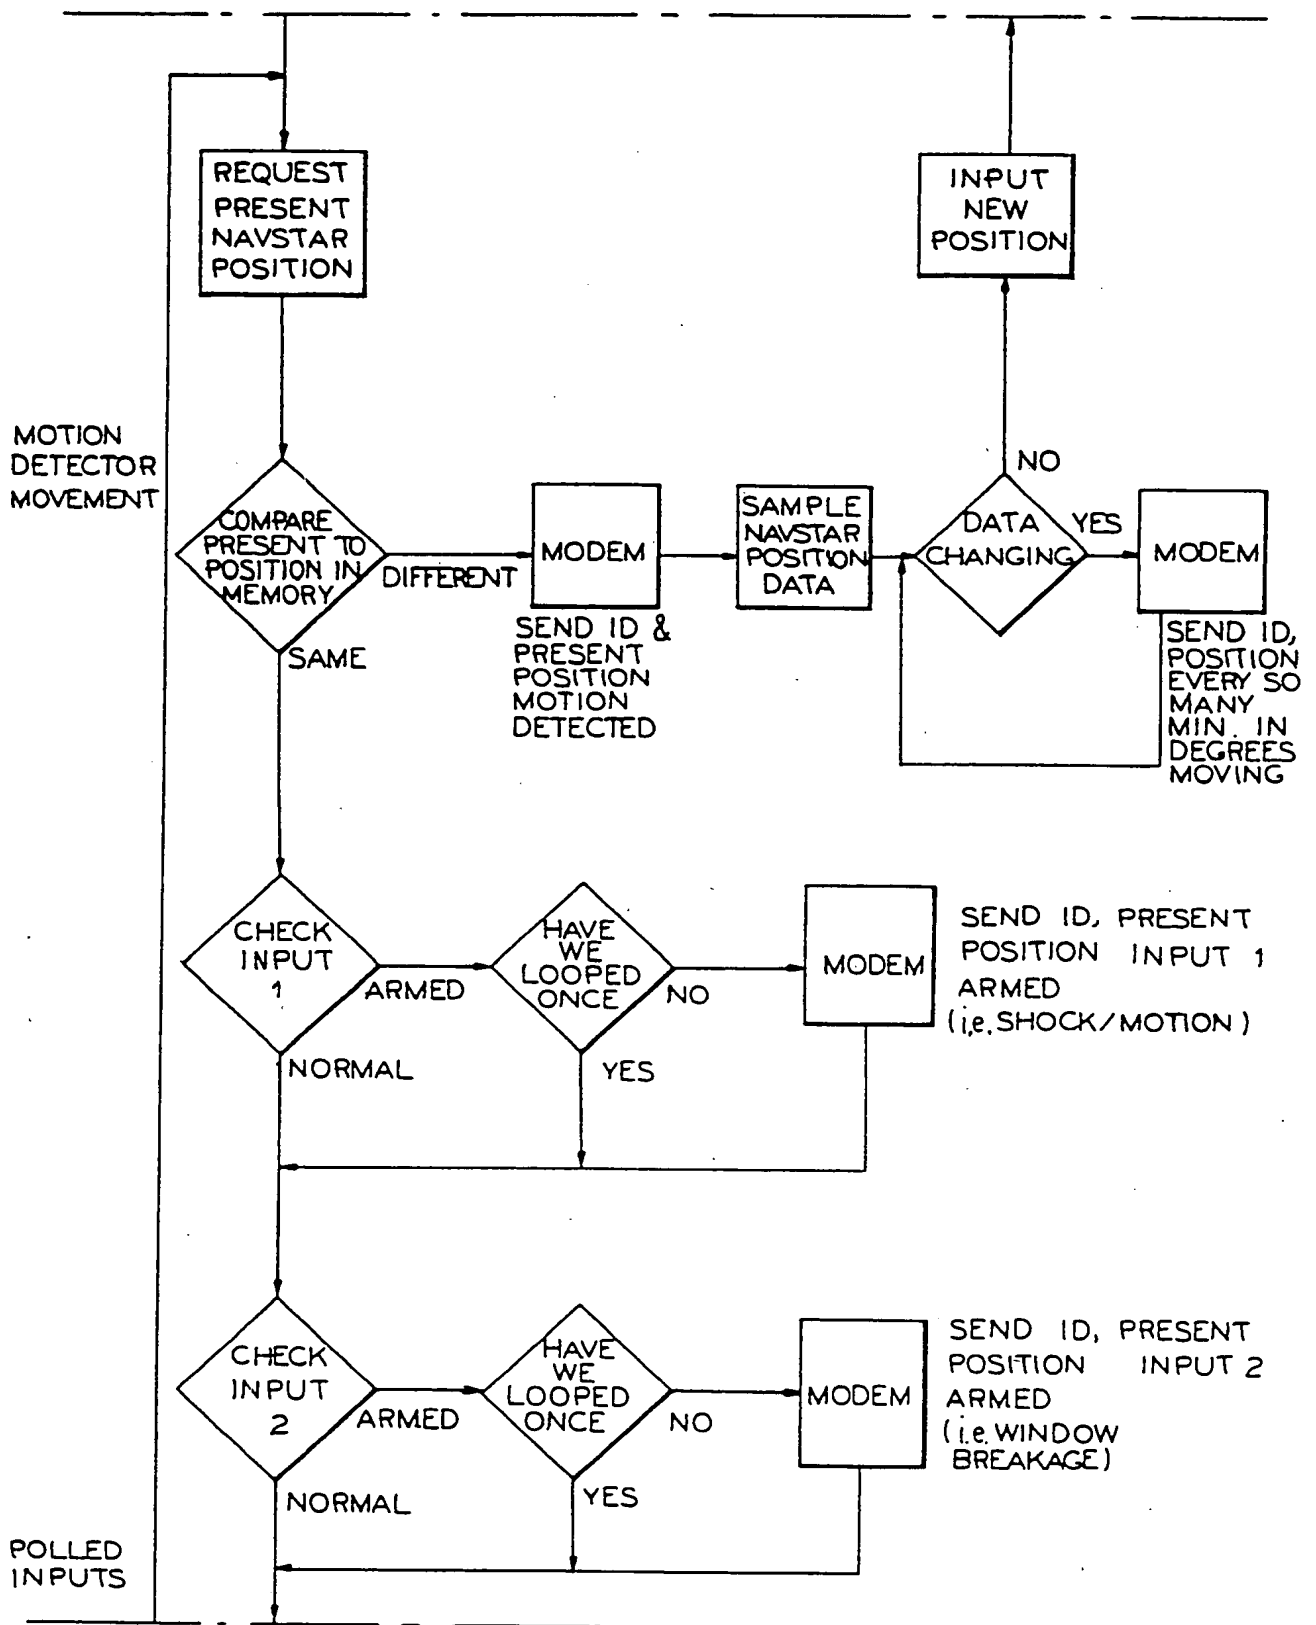 REQUEST
PRESENT
NAVSTAR
POSITION
INPUT
NEW
POSITION
MOTION
DETECTOR
MOVEMENT
COMPARE
PRESENT TO
POSITION IN
MEMORY
DIFFERENT
SAME
MODEM
SEND ID &
PRESENT
POSITION
MOTION
DETECTED
SAMPLE
NAVSTAR
POSITION
DATA
DATA
CHANGING
NO
YES
MODEM
SEND ID,
POSITION
EVERY SO
MANY
MIN. IN
DEGREES
MOVING
CHECK
INPUT
1
ARMED
NORMAL
HAVE
WE
LOOPED
ONCE
NO
YES
MODEM
SEND ID, PRESENT
POSITION INPUT 1
ARMED
(i.e. SHOCK/MOTION)
CHECK
INPUT
2
ARMED
NORMAL
HAVE
WE
LOOPED
ONCE
NO
YES
MODEM
SEND ID, PRESENT
POSITION INPUT 2
ARMED
(i.e. WINDOW
BREAKAGE)
POLLED
INPUTS